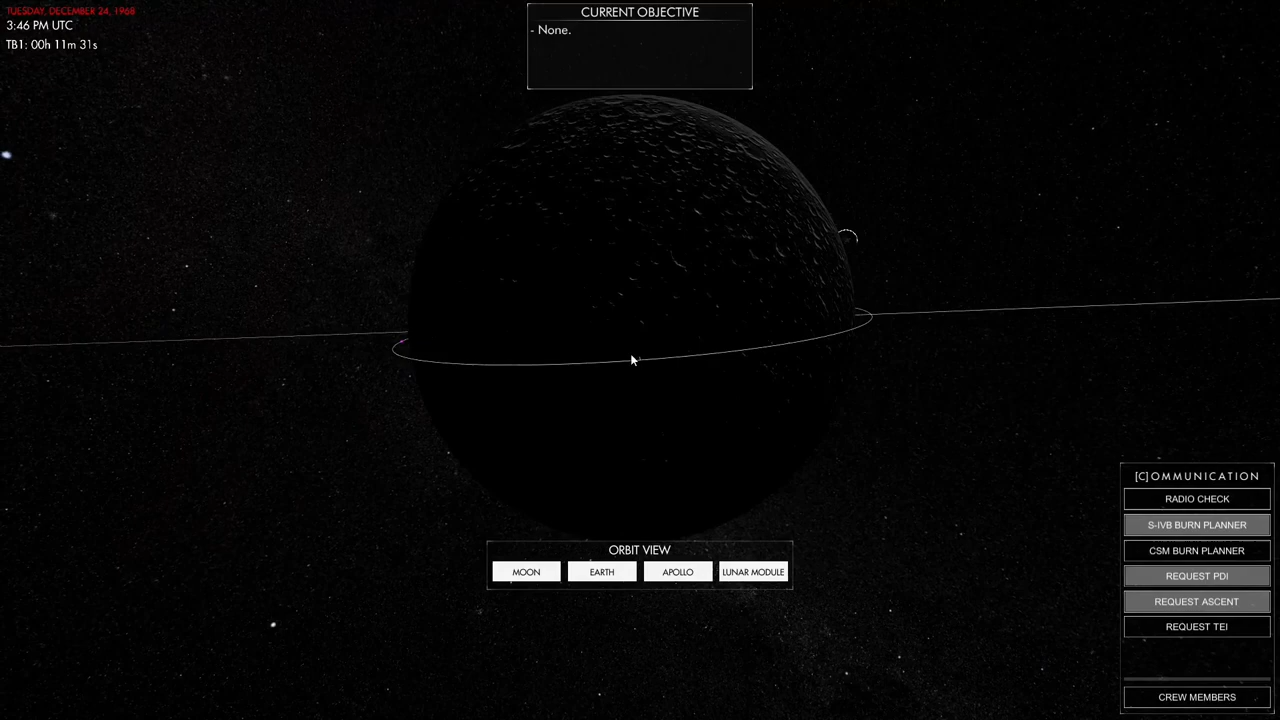 TUESDAY, DECEMBER 24, 1968
3:46 PM UTC
TB1: 00h 11m 31s
CURRENT OBJECTIVE
- None.
[C]OMMUNICATION
RADIO CHECK
S-IVB BURN PLANNER
CSM BURN PLANNER
REQUEST PDI
REQUEST ASCENT
REQUEST TEI
CREW MEMBERS
ORBIT VIEW
MOON EARTH APOLLO LUNAR MODULE